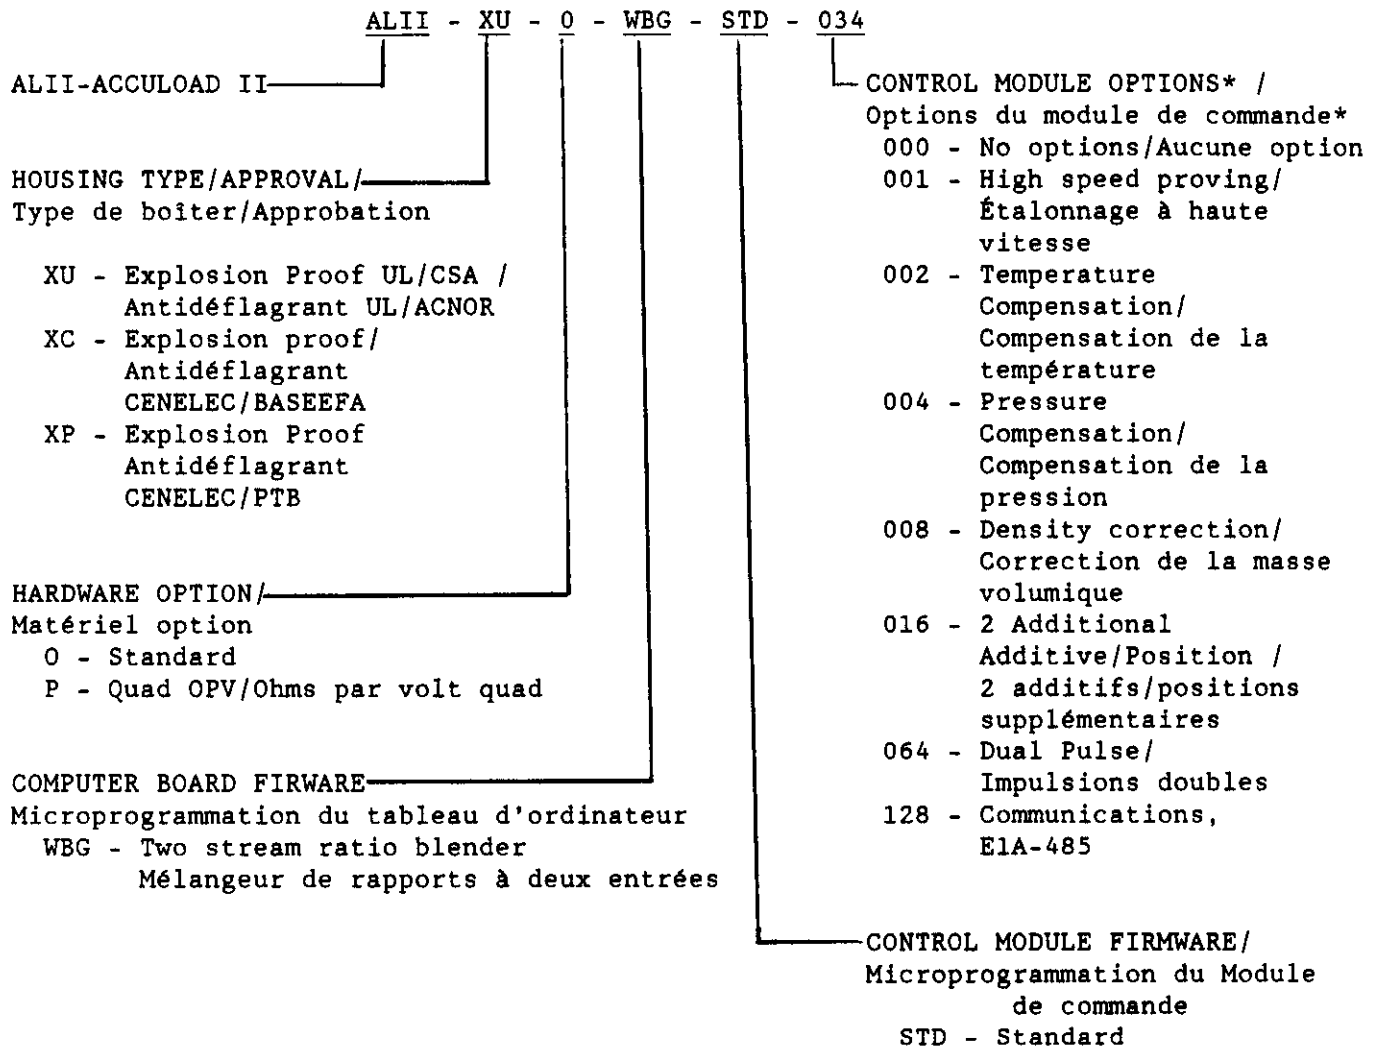 ALII - XU - 0 - WBG - STD - 034
ALII-ACCULOAD II
HOUSING TYPE/APPROVAL/
Type de boîter/Approbation
XU - Explosion Proof UL/CSA /
Antidéflagrant UL/ACNOR
XC - Explosion proof/
Antidéflagrant
CENELEC/BASEEFA
XP - Explosion Proof
Antidéflagrant
CENELEC/PTB
HARDWARE OPTION/
Matériel option
O - Standard
P - Quad OPV/Ohms par volt quad
COMPUTER BOARD FIRWARE
Microprogrammation du tableau d'ordinateur
WBG - Two stream ratio blender
Mélangeur de rapports à deux entrées
CONTROL MODULE OPTIONS* /
Options du module de commande*
000 - No options/Aucune option
001 - High speed proving/
Étalonnage à haute
vitesse
002 - Temperature
Compensation/
Compensation de la
température
004 - Pressure
Compensation/
Compensation de la
pression
008 - Density correction/
Correction de la masse
volumique
016 - 2 Additional
Additive/Position /
2 additifs/positions
supplémentaires
064 - Dual Pulse/
Impulsions doubles
128 - Communications,
E1A-485
CONTROL MODULE FIRMWARE/
Microprogrammation du Module
de commande
STD - Standard